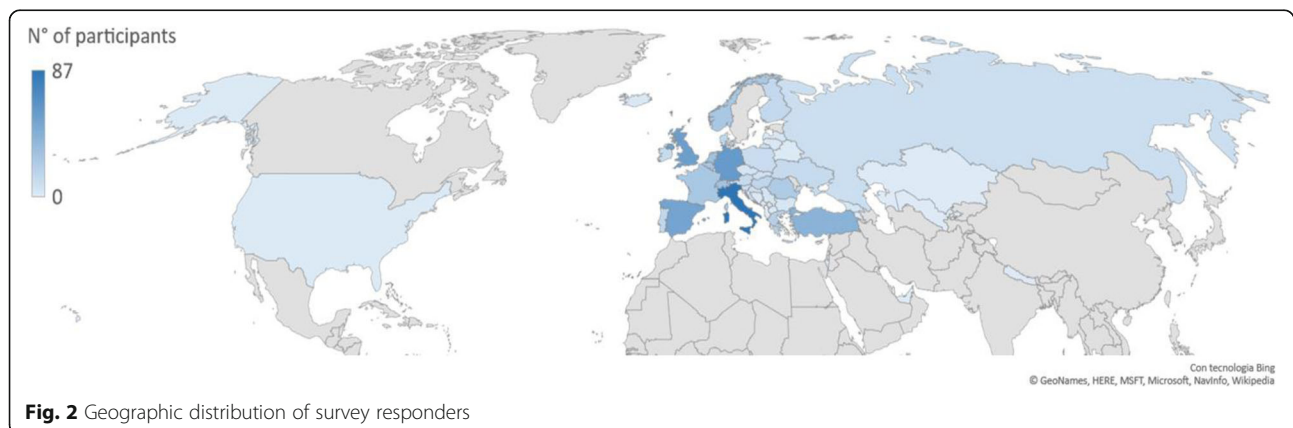 N° of participants
87
0
Con tecnologia Bing
© GeoNames, HERE, MSFT, Microsoft, NavInfo, Wikipedia
Fig. 2 Geographic distribution of survey responders